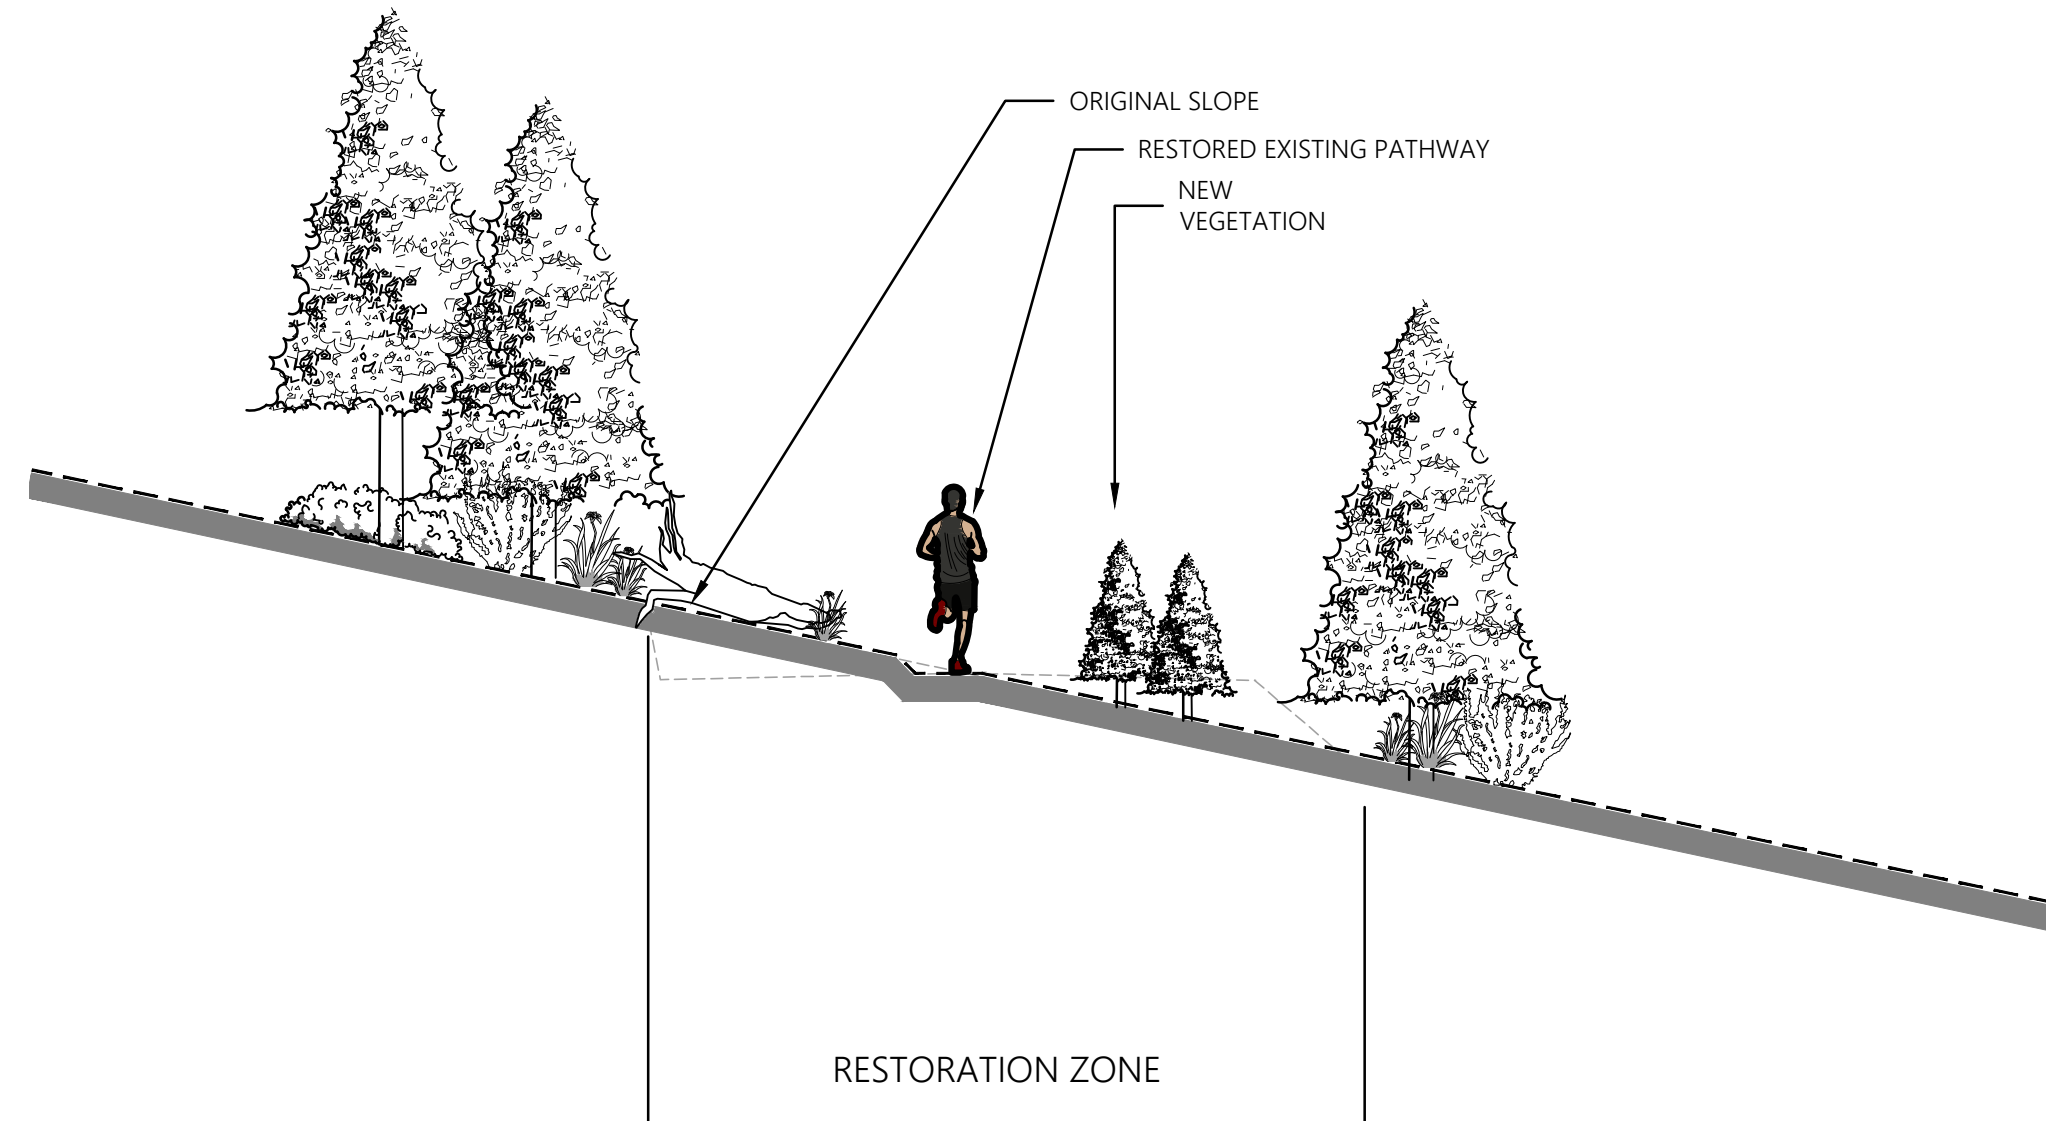 ORIGINAL SLOPE
RESTORED EXISTING PATHWAY
NEW
VEGETATION
RESTORATION ZONE